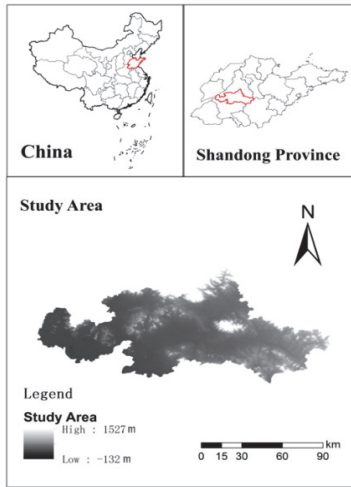 China
Shandong Province
Study Area
N
Legend
Study Area
High : 1527 m
Low : -132 m
km
0 15 30 60 90